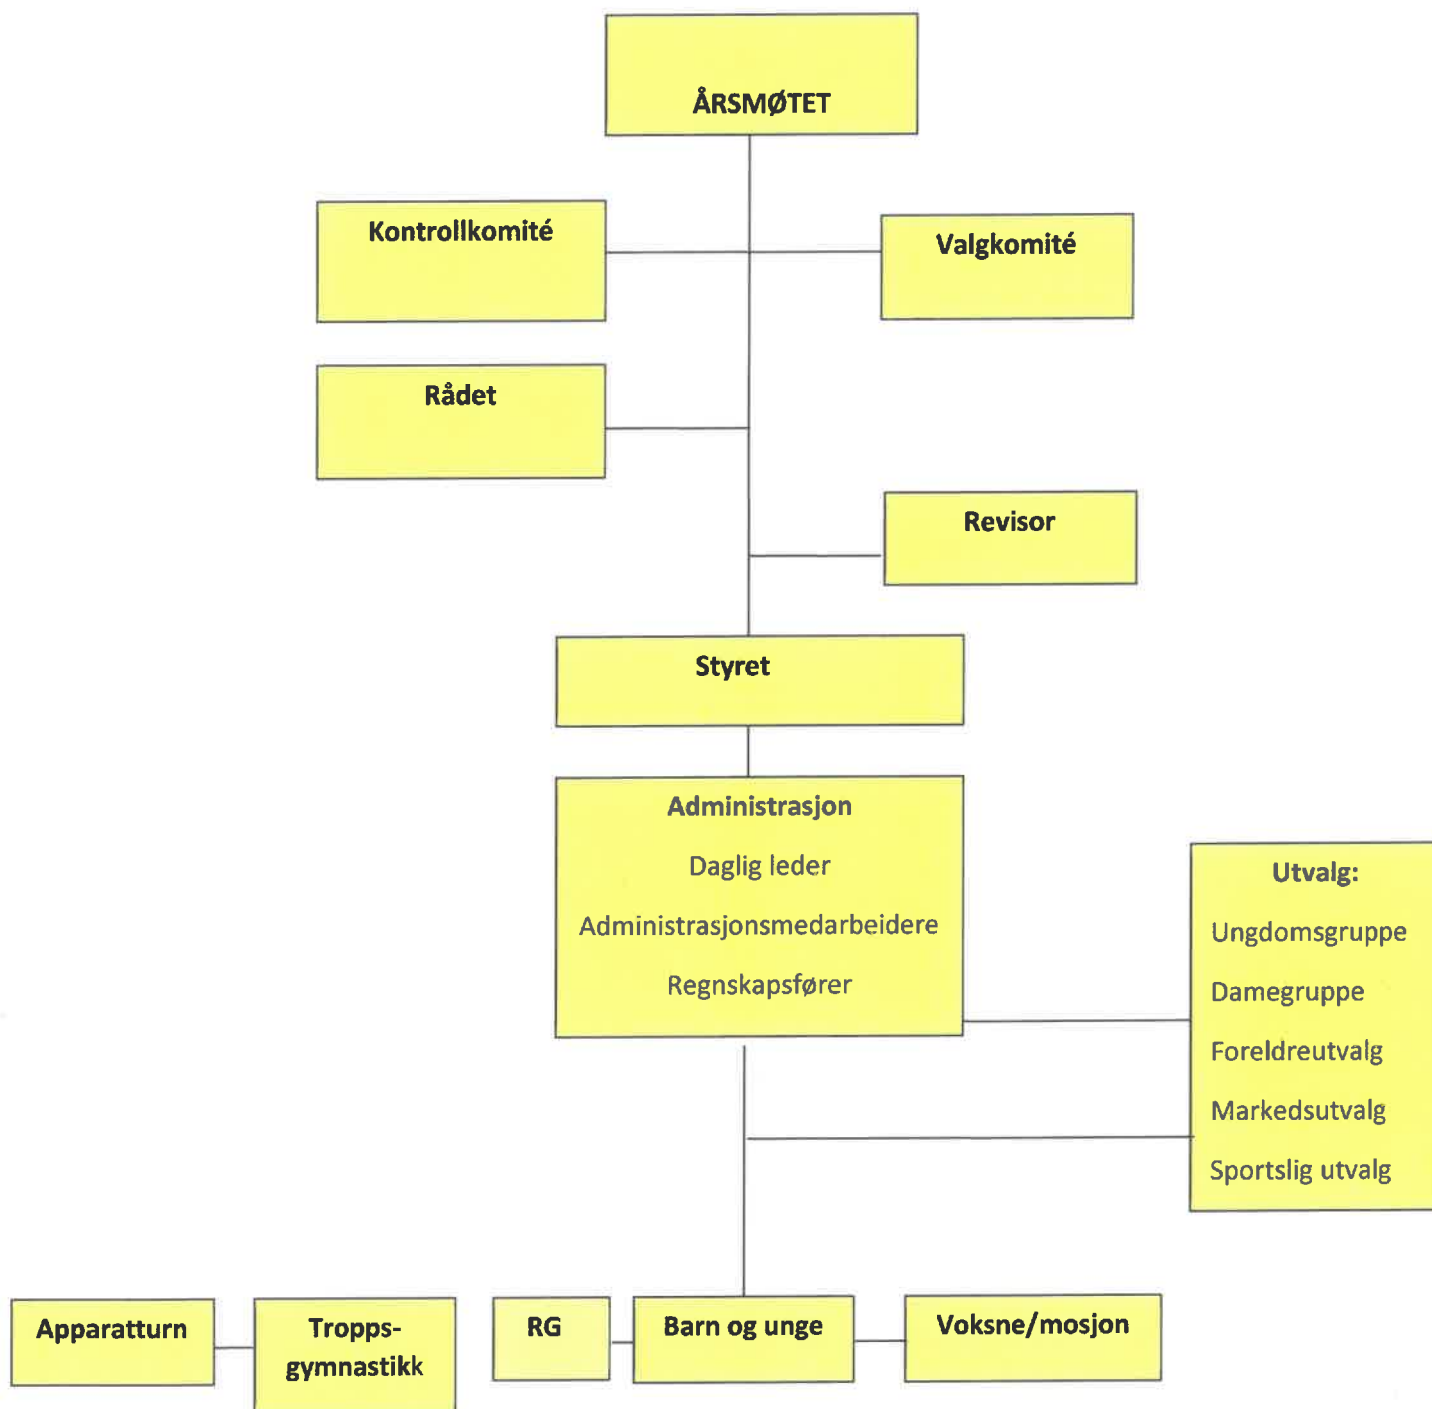 ÅRSMØTET
Kontrollkomité
Valgkomité
Rådet
Revisor
Styret
Administrasjon
Daglig leder
Administrasjonsmedarbeidere
Regnskapsfører
Utvalg:
Ungdomsgruppe
Damegruppe
Foreldreutvalg
Markedsutvalg
Sportslig utvalg
Apparatturn
Tropps-
gymnastikk
RG
Barn og unge
Voksne/mosjon